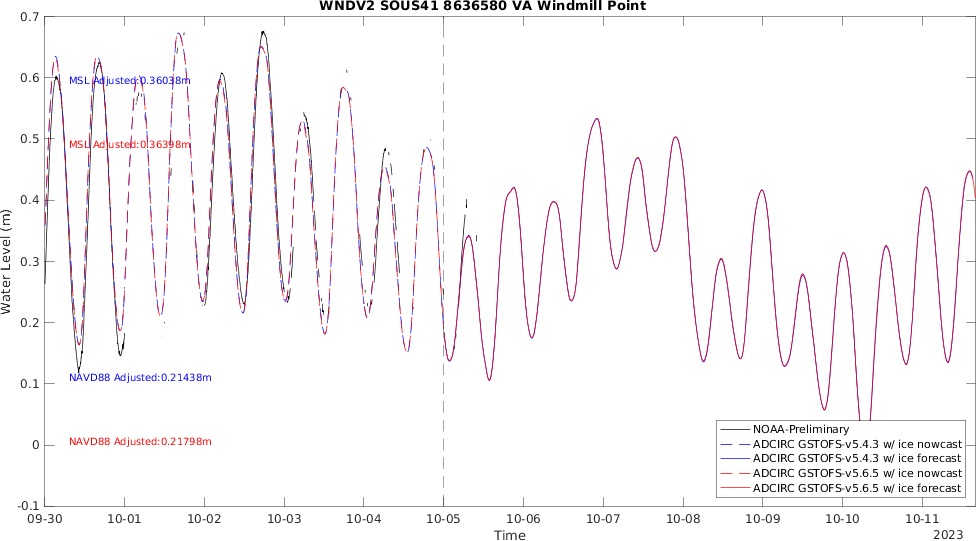 WNDV2 SOUS41 8636580 VA Windmill Point
0.7
0.6
0.5
0.4
0.3
0.2
0.1
0
-0.1
Water Level (m)
MSL Adjusted:0.36038m
MSL Adjusted:0.36398m
NAVD88 Adjusted:0.21438m
NAVD88 Adjusted:0.21798m
NOAA-Preliminary
ADCIRC GSTOFS-v5.4.3 w/ ice nowcast
ADCIRC GSTOFS-v5.4.3 w/ ice forecast
ADCIRC GSTOFS-v5.6.5 w/ ice nowcast
ADCIRC GSTOFS-v5.6.5 w/ ice forecast
09-30 10-01 10-02 10-03 10-04 10-05 10-06 10-07 10-08 10-09 10-10 10-11
Time
2023